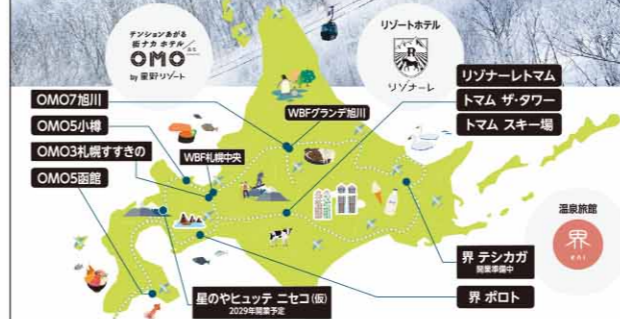 テンションあがる
街ナカ ホテル
OMO
by 星野リゾート
リゾートホテル
リゾナーレ
OMO7旭川
OMO5小樽
OMO3札幌すすきの
OMO5函館
WBF札幌中央
WBFグランデ旭川
リゾナーレトマム
トマム ザ・タワー
トマム スキー場
温泉旅館
界
KAI
界 テシカガ
開業準備中
界 ポロト
星のやヒュッテ ニセコ(仮)
2029年開業予定